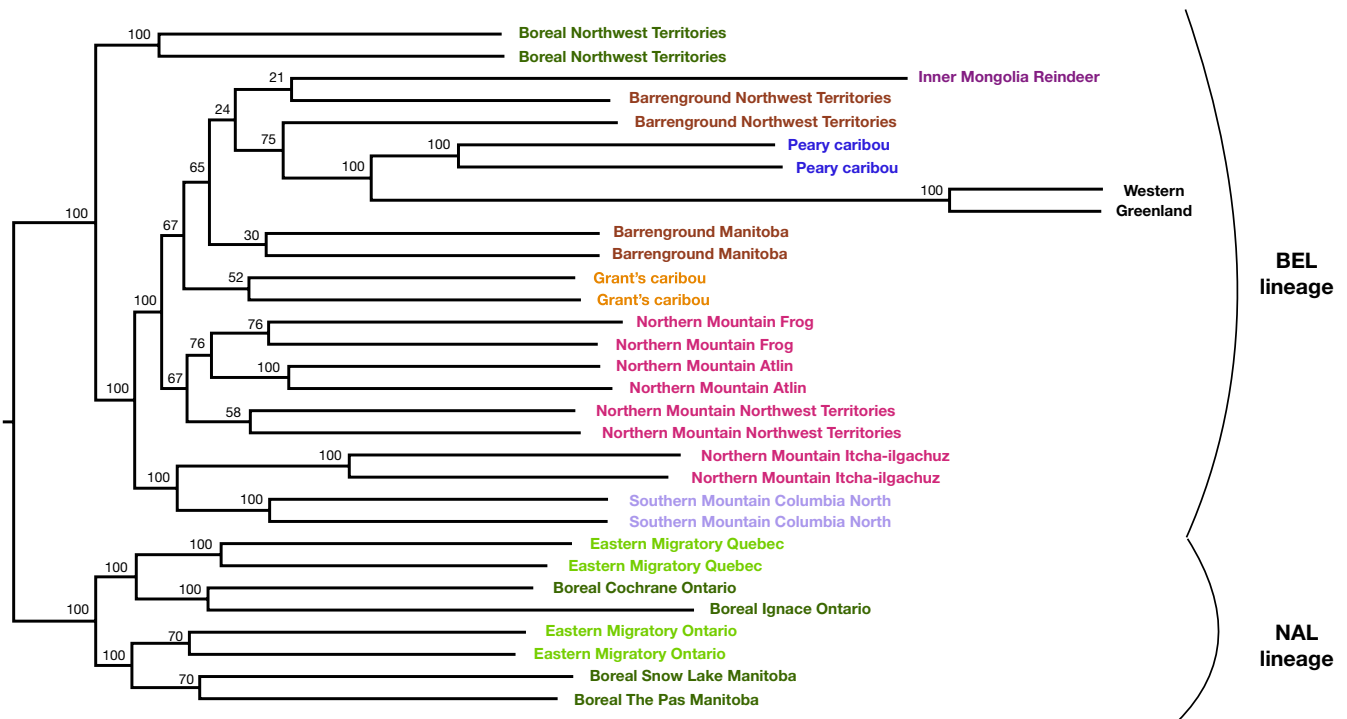 100
Boreal Northwest Territories
Boreal Northwest Territories
21
Inner Mongolia Reindeer
24
Barrenground Northwest Territories
75
Barrenground Northwest Territories
100
Peary caribou
65
100
Peary caribou
100
Western
Greenland
100
67
30
Barrenground Manitoba
Barrenground Manitoba
BEL
lineage
52
Grant's caribou
Grant's caribou
100
76
Northern Mountain Frog
76
Northern Mountain Frog
100
Northern Mountain Atlin
67
Northern Mountain Atlin
100
58
Northern Mountain Northwest Territories
Northern Mountain Northwest Territories
100
Northern Mountain Itcha-ilgachuz
100
Northern Mountain Itcha-ilgachuz
100
Southern Mountain Columbia North
Southern Mountain Columbia North
100
Eastern Migratory Quebec
100
Eastern Migratory Quebec
100
Boreal Cochrane Ontario
Boreal Ignace Ontario
100
70
Eastern Migratory Ontario
100
Eastern Migratory Ontario
NAL
lineage
70
Boreal Snow Lake Manitoba
Boreal The Pas Manitoba